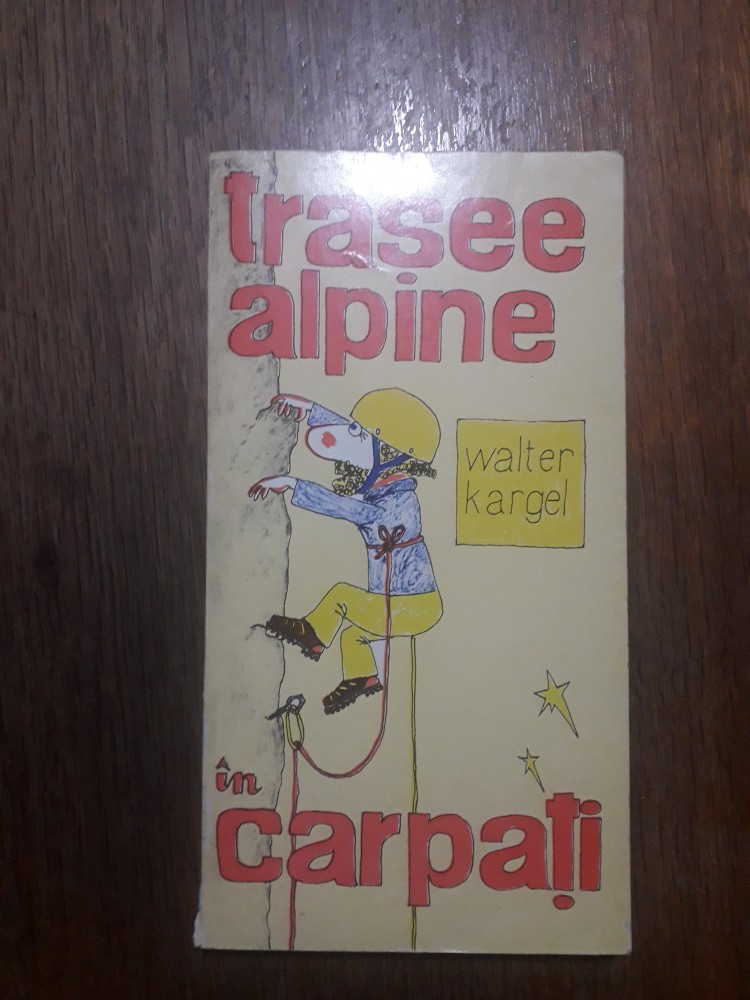 trasee
alpine
walter
kargel
în
carpați